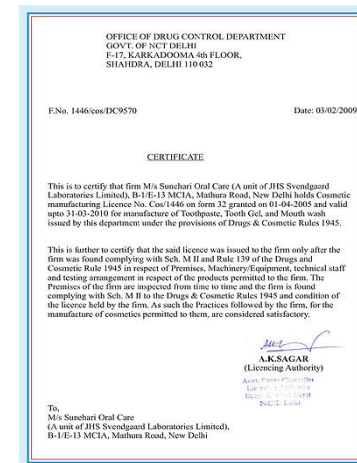 OFFICE OF DRUG CONTROL DEPARTMENT
GOVT. OF NCT DELHI
F-17, KARKADOOMA 4th FLOOR,
SHAHDRA, DELHI 110 032
F.No. 1446/cos/DC9570 Date: 03/02/2009
CERTIFICATE
This is to certify that firm M/s Sunehari Oral Care (A unit of JHS Svendgaard
Laboratories Limited), B-1/E-13 MCIA, Mathura Road, New Delhi holds Cosmetic
manufacturing Licence No. Cos/1446 on form 32 granted on 01-04-2005 and valid
upto 31-03-2010 for manufacture of Toothpaste, Tooth Gel, and Mouth wash
issued by this department under the provisions of Drugs & Cosmetic Rules 1945.
This is further to certify that the said licence was issued to the firm only after the
firm was found complying with Sch. M II and Rule 139 of the Drugs and
Cosmetic Rule 1945 in respect of Premises, Machinery/Equipment, technical staff
and testing arrangement in respect of the products permitted to the firm. The
Premises of the firm are inspected from time to time and the firm is found
complying with Sch. M II to the Drugs & Cosmetic Rules 1945 and condition of
the licence held by the firm. As such the Practices followed by the firm, for the
manufacture of cosmetics permitted to them, are considered satisfactory.
A.K.SAGAR
(Licencing Authority)
To,
M/s Sunehari Oral Care
(A unit of JHS Svendgaard Laboratories Limited),
B-1/E-13 MCIA, Mathura Road, New Delhi